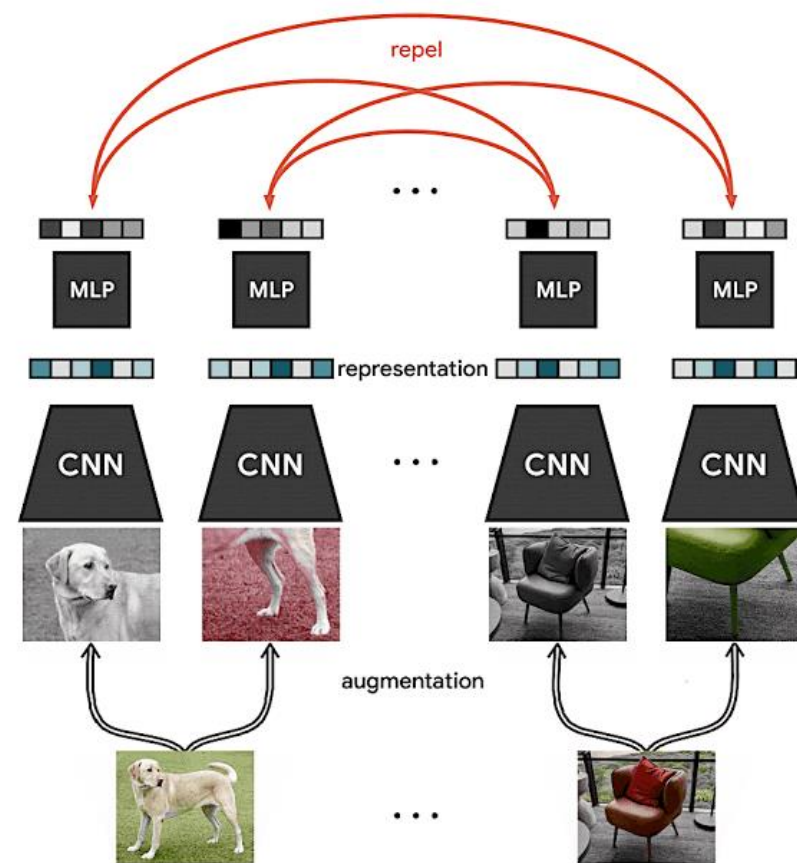 repel
...
MLP MLP MLP MLP
representation
CNN CNN ... CNN CNN
augmentation
...